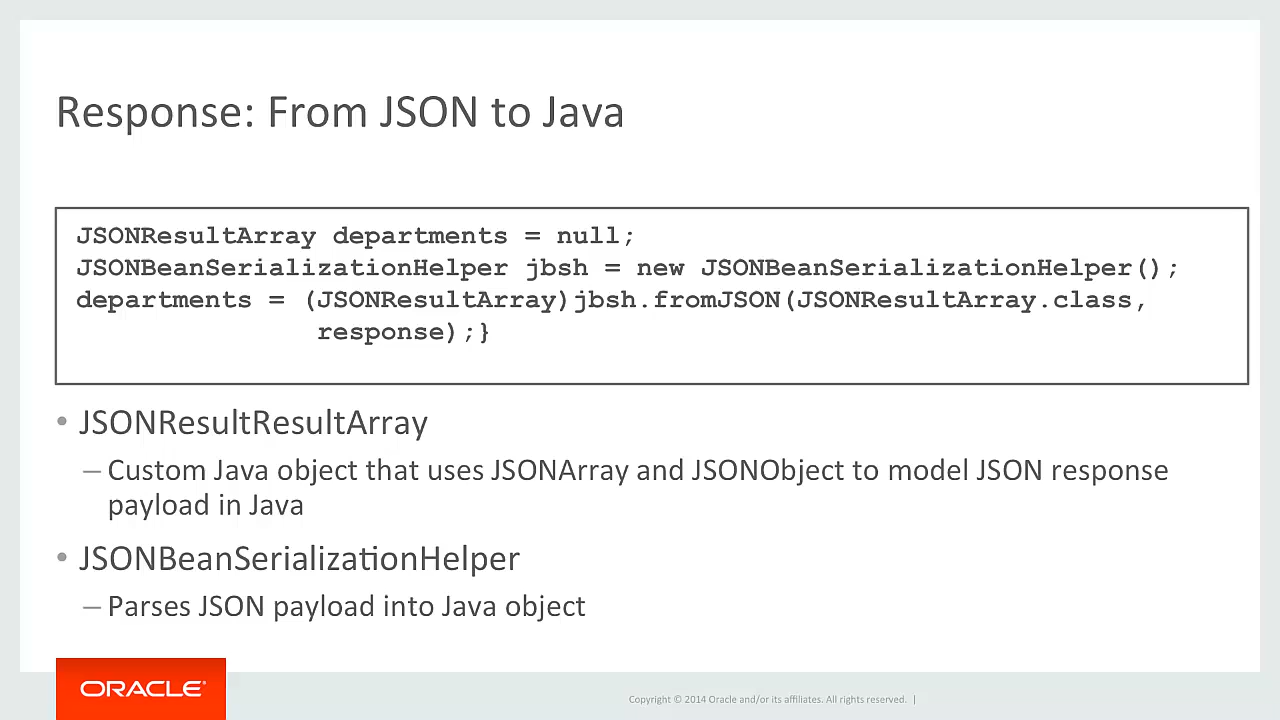 Response: From JSON to Java
JSONResultArray departments = null;
JSONBeanSerializationHelper jbsh = new JSONBeanSerializationHelper();
departments = (JSONResultArray)jbsh.fromJSON(JSONResultArray.class,
response);}
• JSONResultResultArray
– Custom Java object that uses JSONArray and JSONObject to model JSON response
payload in Java
• JSONBeanSerializationHelper
– Parses JSON payload into Java object
ORACLE®
Copyright © 2014 Oracle and/or its affiliates. All rights reserved. |